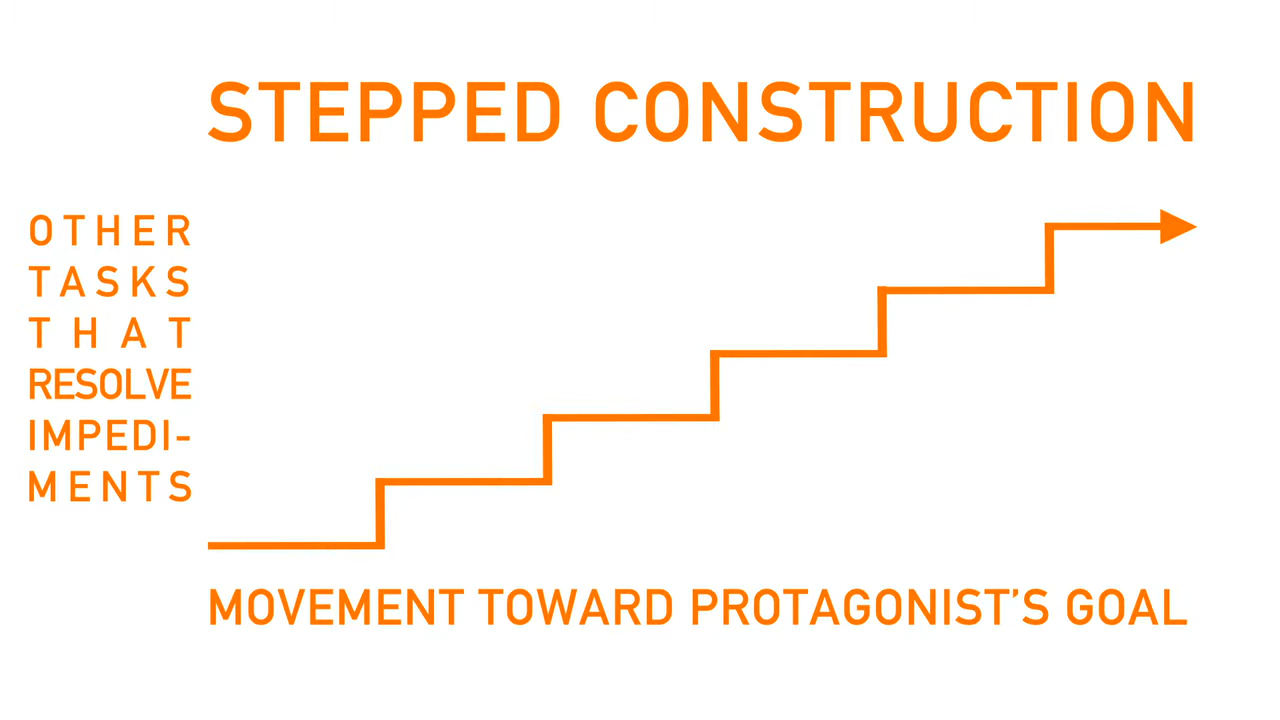 STEPPED CONSTRUCTION
OTHER
TASKS
THAT
RESOLVE
IMPEDI-
MENTS
MOVEMENT TOWARD PROTAGONIST’S GOAL